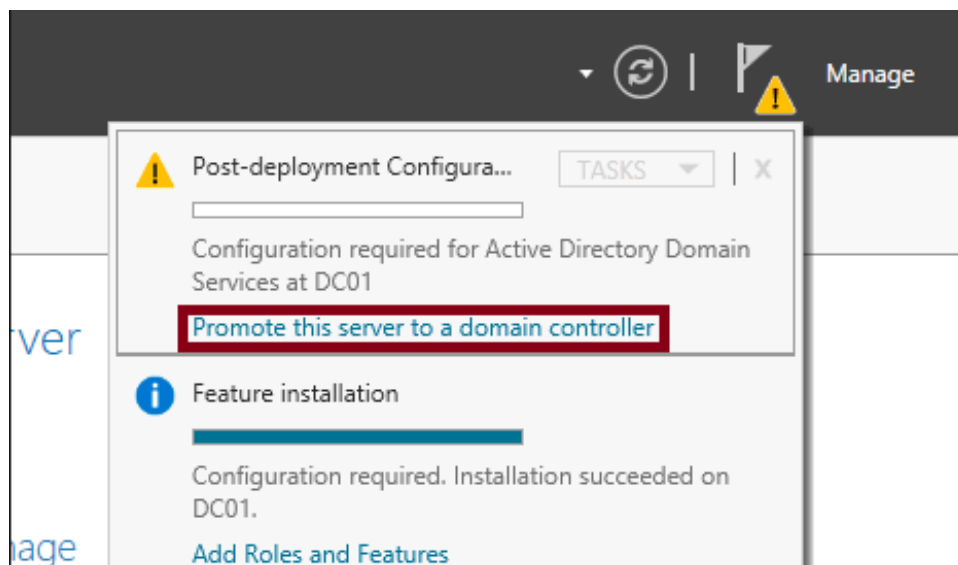 Manage
Post-deployment Configura...
TASKS
X
Configuration required for Active Directory Domain
Services at DC01
Promote this server to a domain controller
ver
Feature installation
Configuration required. Installation succeeded on
DC01.
nage
Add Roles and Features